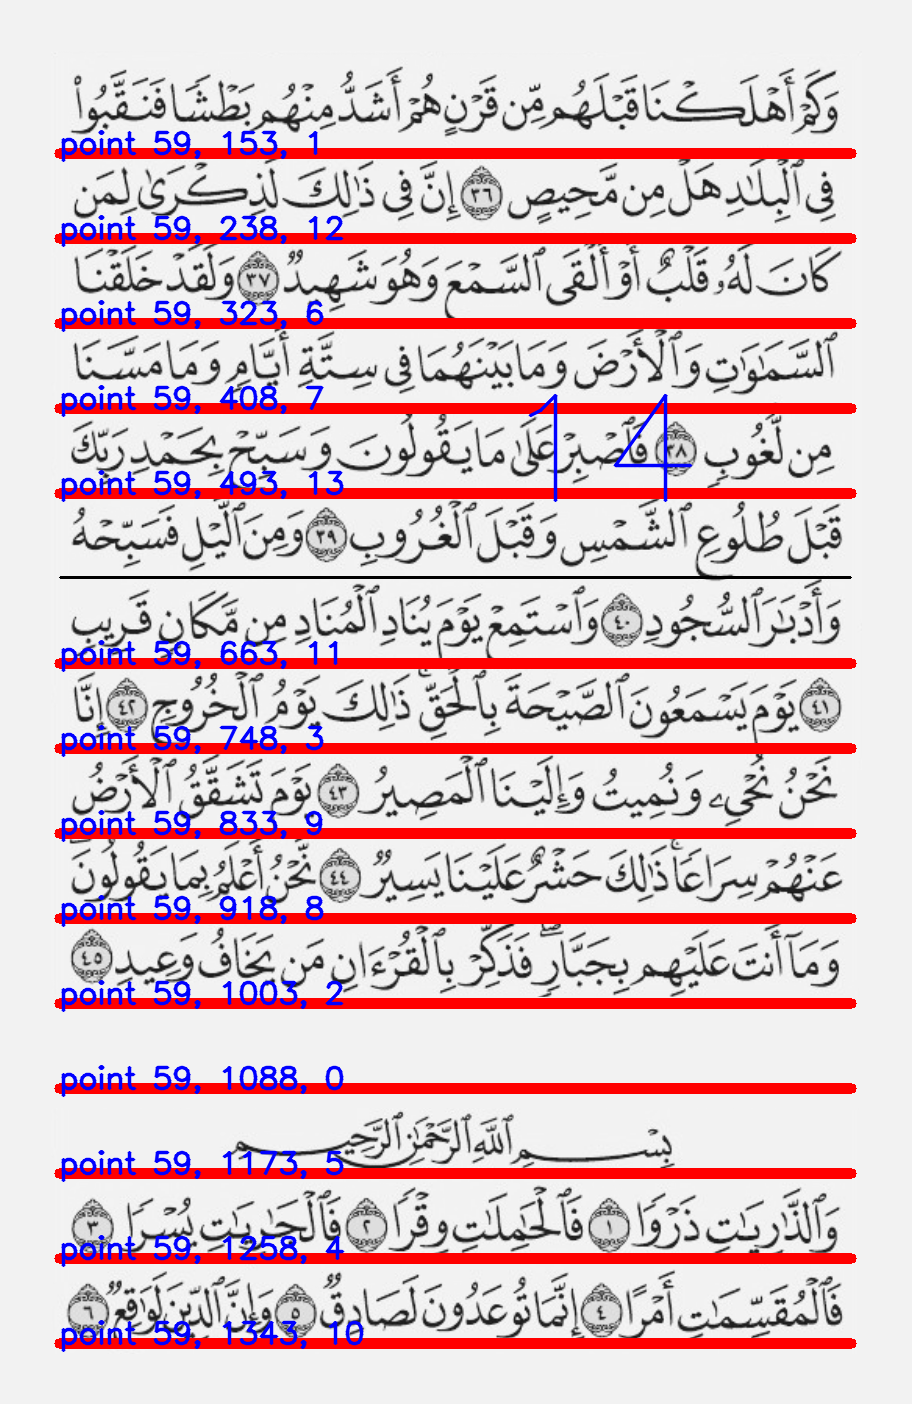 وَكَمْ أَهْلَكْنَا قَبْلَهُم مِّن قَرْنٍ هُمْ أَشَدُّ مِنْهُم بَطْشًا فَنَقَّبُوا۟
point 59, 153, 1
فِى ٱلْبِلَـٰدِ هَلْ مِن مَّحِيصٍ ٣٦ إِنَّ فِى ذَٰلِكَ لَذِكْرَىٰ لِمَن
point 59, 238, 12
كَانَ لَهُۥ قَلْبٌ أَوْ أَلْقَى ٱلسَّمْعَ وَهُوَ شَهِيدٌ ٣٧ وَلَقَدْ خَلَقْنَا
point 59, 323, 6
ٱلسَّمَـٰوَٰتِ وَٱلْأَرْضَ وَمَا بَيْنَهُمَا فِى سِتَّةِ أَيَّامٍ وَمَا مَسَّنَا
point 59, 408, 7
مِن لُّغُوبٍ ٣٨ فَٱصْبِرْ عَلَىٰ مَا يَقُولُونَ وَسَبِّحْ بِحَمْدِ رَبِّكَ
14
point 59, 493, 13
قَبْلَ طُلُوعِ ٱلشَّمْسِ وَقَبْلَ ٱلْغُرُوبِ ٣٩ وَمِنَ ٱلَّيْلِ فَسَبِّحْهُ
وَأَدْبَـٰرَ ٱلسُّجُودِ ٤٠ وَٱسْتَمِعْ يَوْمَ يُنَادِ ٱلْمُنَادِ مِن مَّكَانٍ قَرِيبٍ
point 59, 663, 11
٤١ يَوْمَ يَسْمَعُونَ ٱلصَّيْحَةَ بِٱلْحَقِّ ۚ ذَٰلِكَ يَوْمُ ٱلْخُرُوجِ ٤٢ إِنَّا
point 59, 748, 3
نَحْنُ نُحْىِۦ وَنُمِيتُ وَإِلَيْنَا ٱلْمَصِيرُ ٤٣ يَوْمَ تَشَقَّقُ ٱلْأَرْضُ
point 59, 833, 9
عَنْهُمْ سِرَاعًا ۚ ذَٰلِكَ حَشْرٌ عَلَيْنَا يَسِيرٌ ٤٤ نَّحْنُ أَعْلَمُ بِمَا يَقُولُونَ ۖ
point 59, 918, 8
وَمَآ أَنتَ عَلَيْهِم بِجَبَّارٍ ۖ فَذَكِّرْ بِٱلْقُرْءَانِ مَن يَخَافُ وَعِيدِ ٤٥
point 59, 1003, 2
point 59, 1088, 0
بِسْمِ ٱللَّهِ ٱلرَّحْمَـٰنِ ٱلرَّحِيمِ
point 59, 1173, 5
وَٱلذَّٰرِيَـٰتِ ذَرْوًا ١ فَٱلْحَـٰمِلَـٰتِ وِقْرًا ٢ فَٱلْجَـٰرِيَـٰتِ يُسْرًا ٣
point 59, 1258, 4
فَٱلْمُقَسِّمَـٰتِ أَمْرًا ٤ إِنَّمَا تُوعَدُونَ لَصَادِقٌ ٥ وَإِنَّ ٱلدِّينَ لَوَٰقِعٌ ٦
point 59, 1343, 10